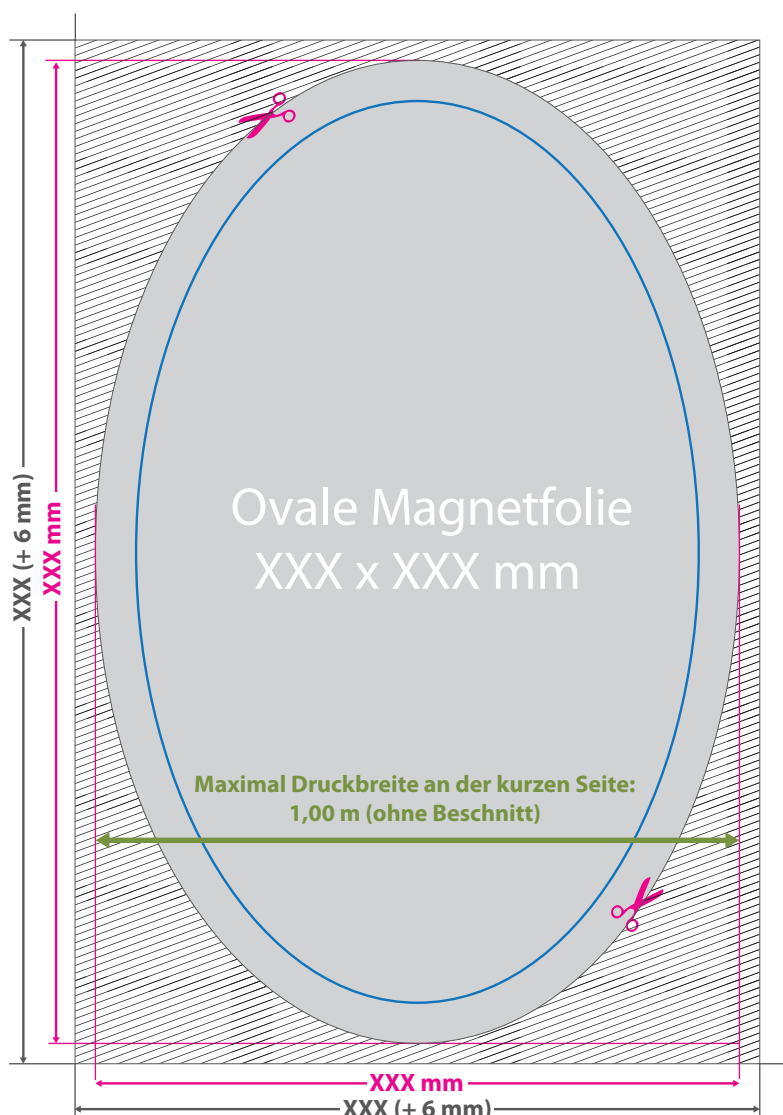 XXX (+ 6 mm)
XXX mm
Ovale Magnetfolie
XXX x XXX mm
Maximal Druckbreite an der kurzen Seite:
1,00 m (ohne Beschnitt)
XXX mm
XXX (+ 6 mm)